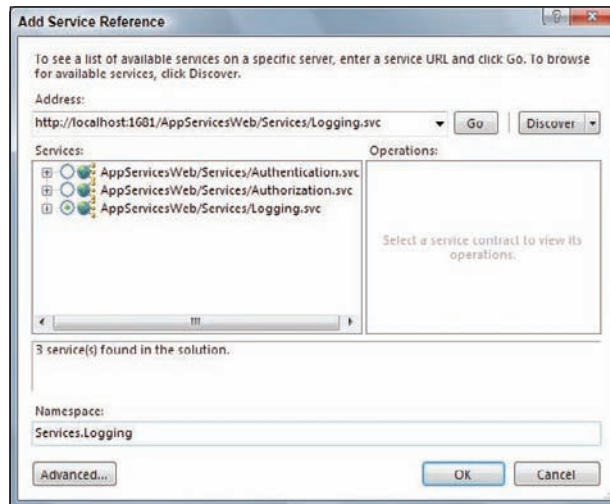 Add Service Reference
To see a list of available services on a specific server, enter a service URL and click Go. To browse
for available services, click Discover.
Address:
http://localhost:1681/AppServicesWeb/Services/Logging.svc
Go
Discover
Services:
Operations:
AppServicesWeb/Services/Authentication.svc
AppServicesWeb/Services/Authorization.svc
AppServicesWeb/Services/Logging.svc
Select a service contract to view its
operations.
3 service(s) found in the solution.
Namespace:
Services.Logging
Advanced...
OK
Cancel